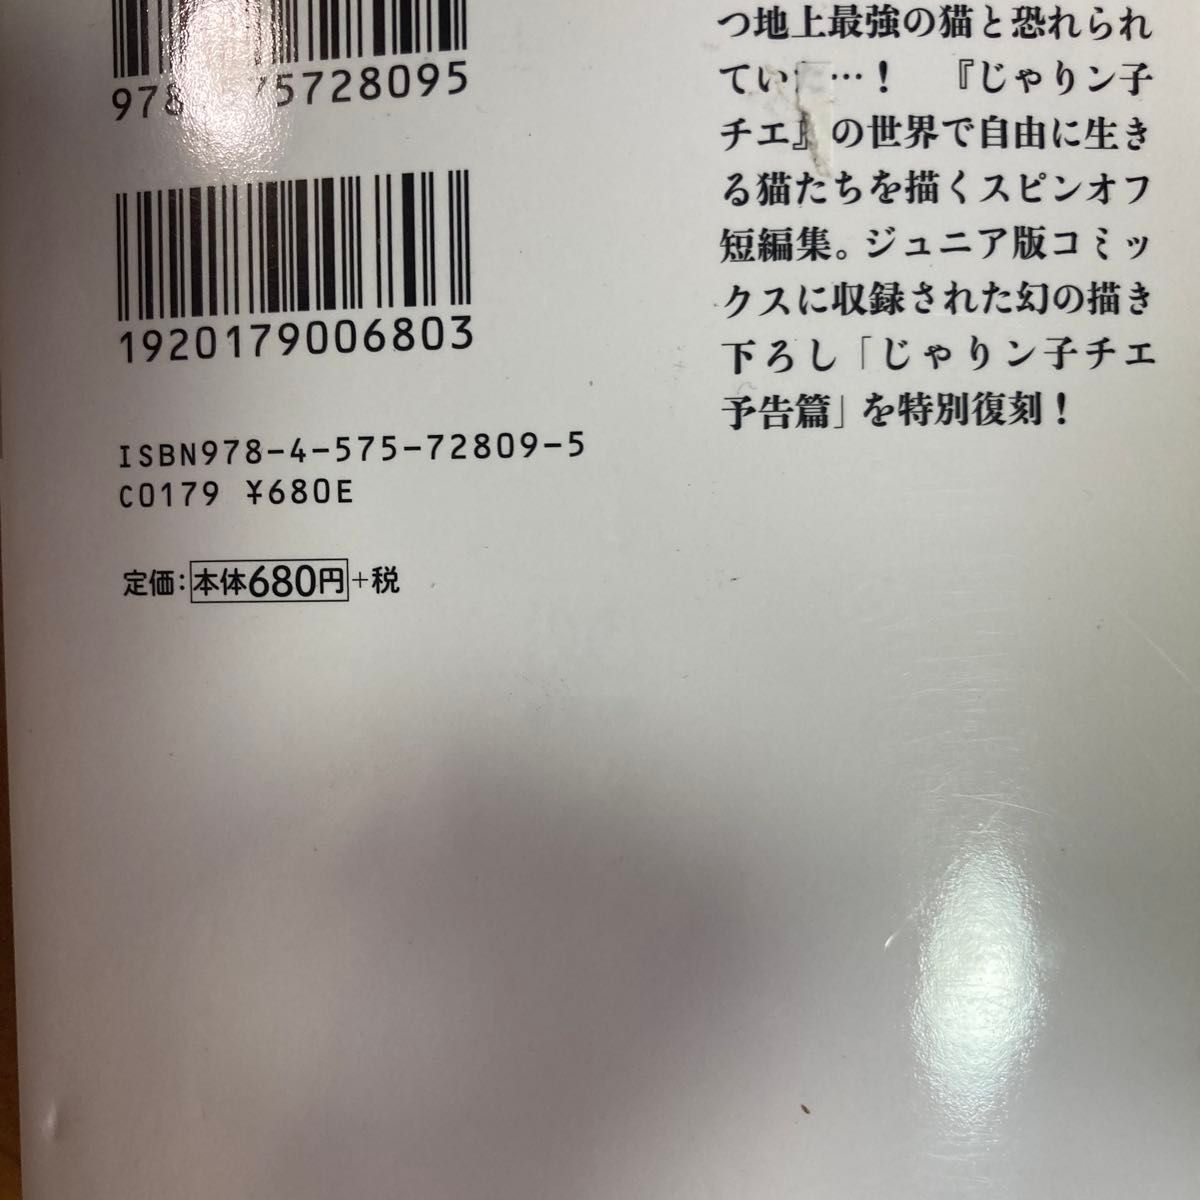 978 75728095
1920179006803
ISBN978-4-575-72809-5
C0179 ¥680E
定価：本体680円+税
つ地上最強の猫と恐れられ
てい …！ 『じゃりン子
チエ』の世界で自由に生き
る猫たちを描くスピンオフ
短編集。ジュニア版コミッ
クスに収録された幻の描き
下ろし「じゃりン子チエ
予告篇」を特別復刻！